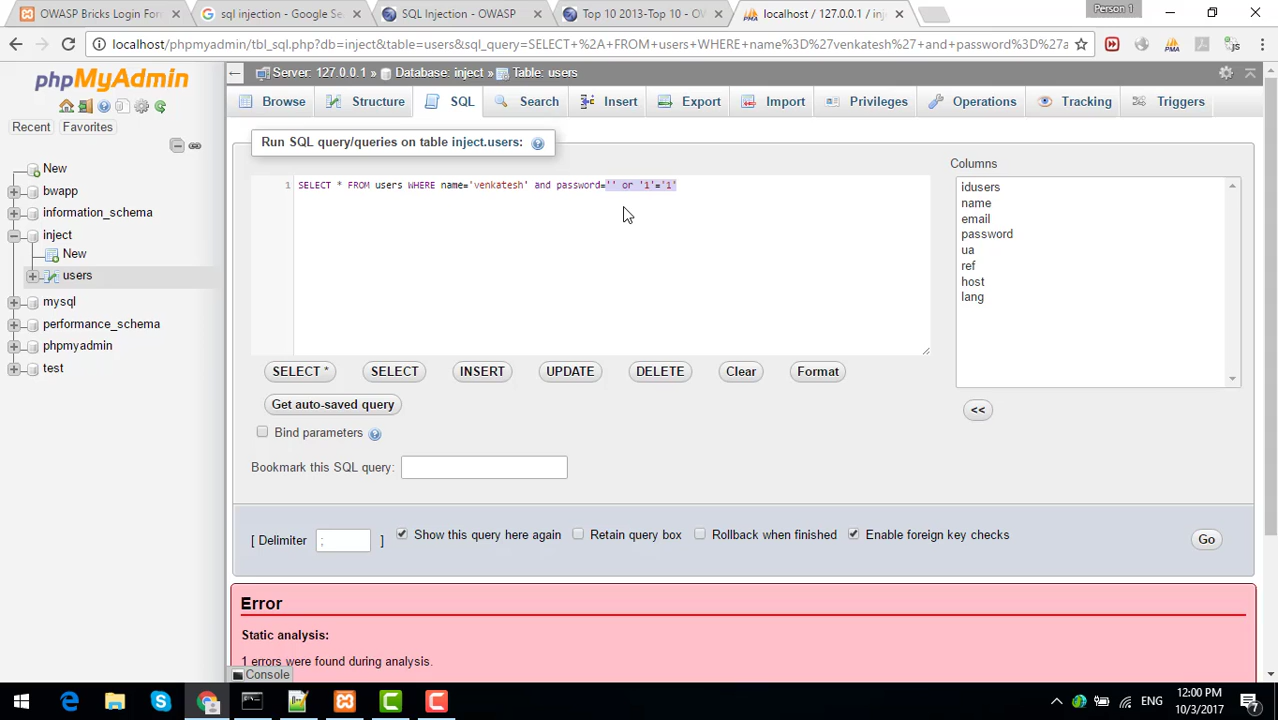 OWASP Bricks Login Form
sql injection - Google Se
SQL Injection - OWASP
Top 10 2013-Top 10 - O
localhost / 127.0.0.1 / inj
Person 1
localhost/phpmyadmin/tbl_sql.php?db=inject&table=users&sql_query=SELECT+%2A+FROM+users+WHERE+name%3D%27venkatesh%27+and+password%3D%27
phpMyAdmin
Recent Favorites
New
bwapp
information_schema
inject
New
users
mysql
performance_schema
phpmyadmin
test
Server: 127.0.0.1 » Database: inject » Table: users
Browse Structure SQL Search Insert Export Import Privileges Operations Tracking Triggers
Run SQL query/queries on table inject.users:
1 SELECT * FROM users WHERE name='venkatesh' and password='' or '1'='1'
Columns
idusers
name
email
password
ua
ref
host
lang
<<
SELECT * SELECT INSERT UPDATE DELETE Clear Format
Get auto-saved query
Bind parameters
Bookmark this SQL query:
[ Delimiter ; ] Show this query here again Retain query box Rollback when finished Enable foreign key checks Go
Error
Static analysis:
1 errors were found during analysis.
Console
ENG
12:00 PM
10/3/2017
7